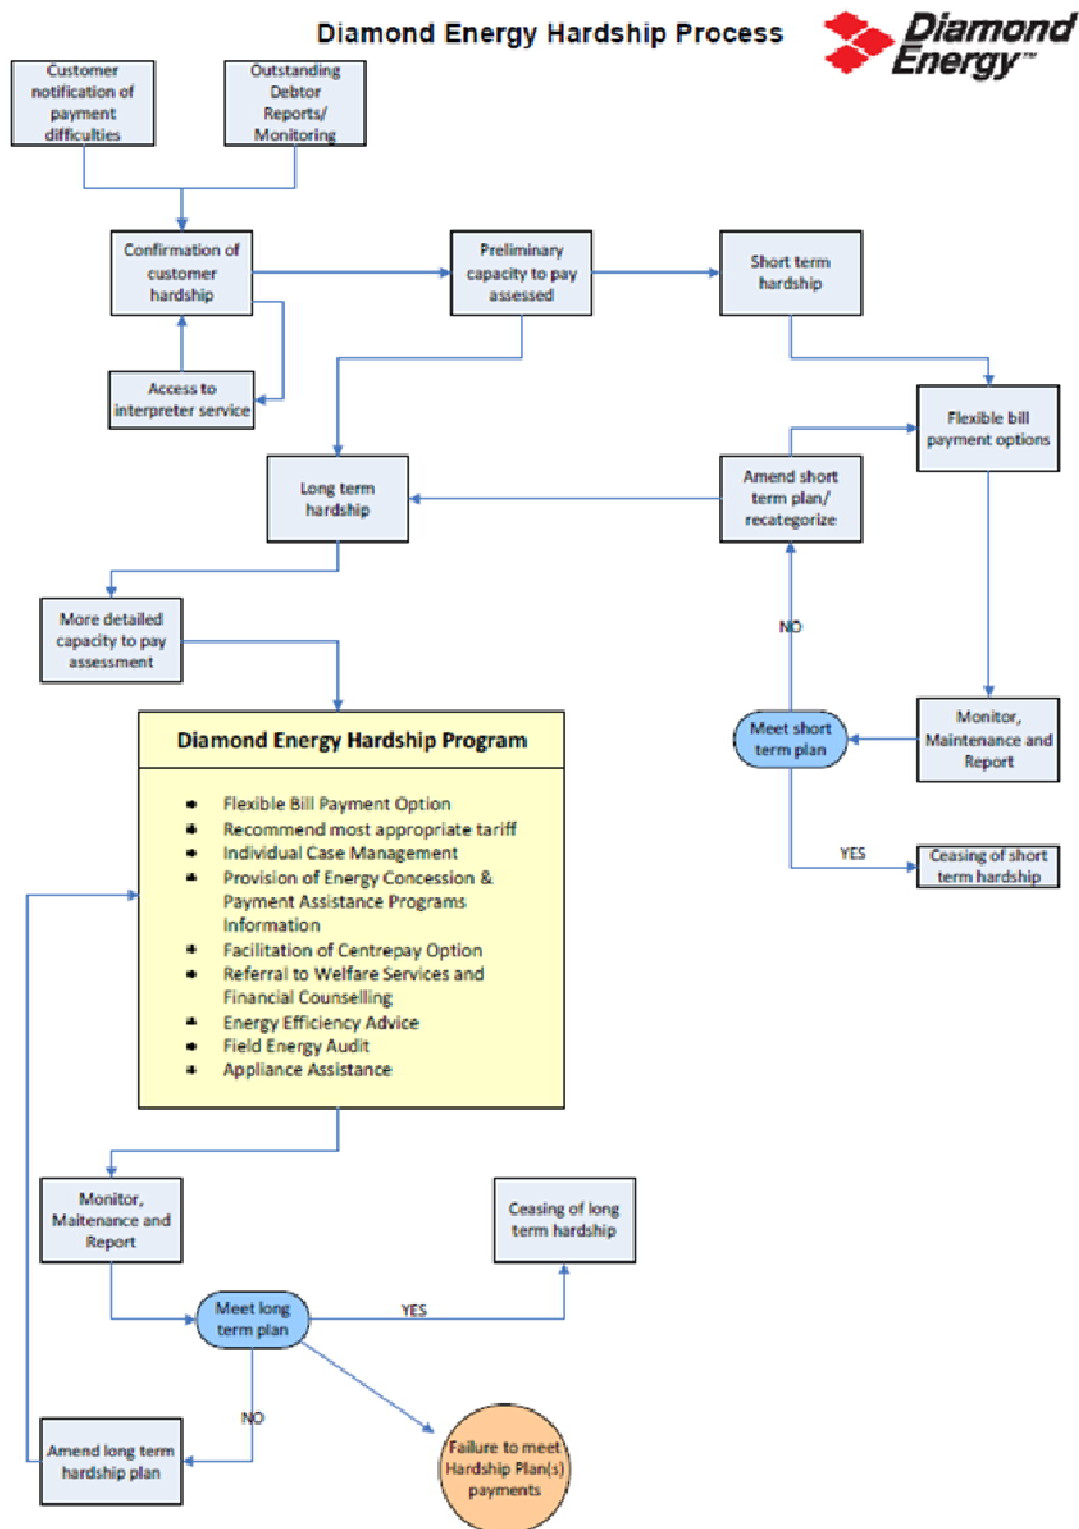 Diamond Energy Hardship Process
Diamond
Energy™
Customer
notification of
payment
difficulties
Outstanding
Debtor
Reports/
Monitoring
Confirmation of
customer
hardship
Preliminary
capacity to pay
assessed
Short term
hardship
Access to
interpreter service
Flexible bill
payment options
Long term
hardship
Amend short
term plan/
recategorize
More detailed
capacity to pay
assessment
NO
Meet short
term plan
Monitor,
Maintenance and
Report
YES
Ceasing of short
term hardship
Diamond Energy Hardship Program
• Flexible Bill Payment Option
• Recommend most appropriate tariff
• Individual Case Management
• Provision of Energy Concession &
Payment Assistance Programs
Information
• Facilitation of Centrepay Option
• Referral to Welfare Services and
Financial Counselling
• Energy Efficiency Advice
• Field Energy Audit
• Appliance Assistance
Monitor,
Maitenance and
Report
Ceasing of long
term hardship
Meet long
term plan
YES
NO
Amend long term
hardship plan
Failure to meet
Hardship Plan(s)
payments